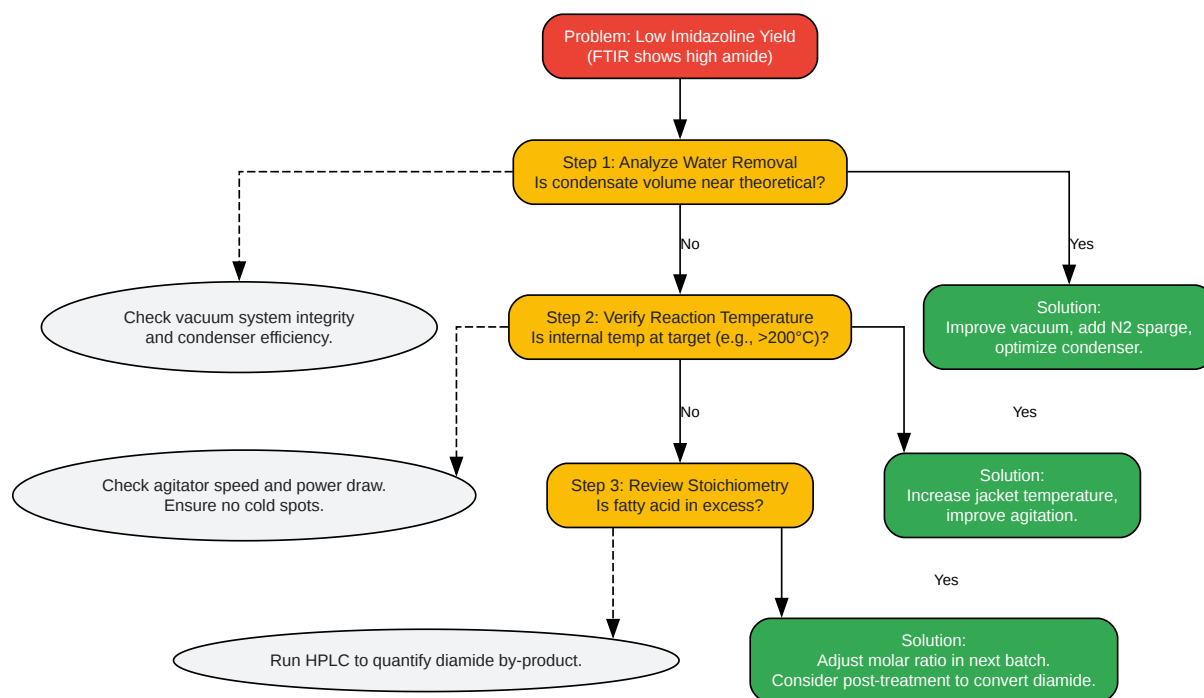 Problem: Low Imidazoline Yield
(FTIR shows high amide)
Step 1: Analyze Water Removal
Is condensate volume near theoretical?
No
Yes
Check vacuum system integrity
and condenser efficiency.
Step 2: Verify Reaction Temperature
Is internal temp at target (e.g., >200°C)?
Solution:
Improve vacuum, add N2 sparge,
optimize condenser.
No
Yes
Check agitator speed and power draw.
Ensure no cold spots.
Step 3: Review Stoichiometry
Is fatty acid in excess?
Solution:
Increase jacket temperature,
improve agitation.
Yes
Run HPLC to quantify diamide by-product.
Solution:
Adjust molar ratio in next batch.
Consider post-treatment to convert diamide.